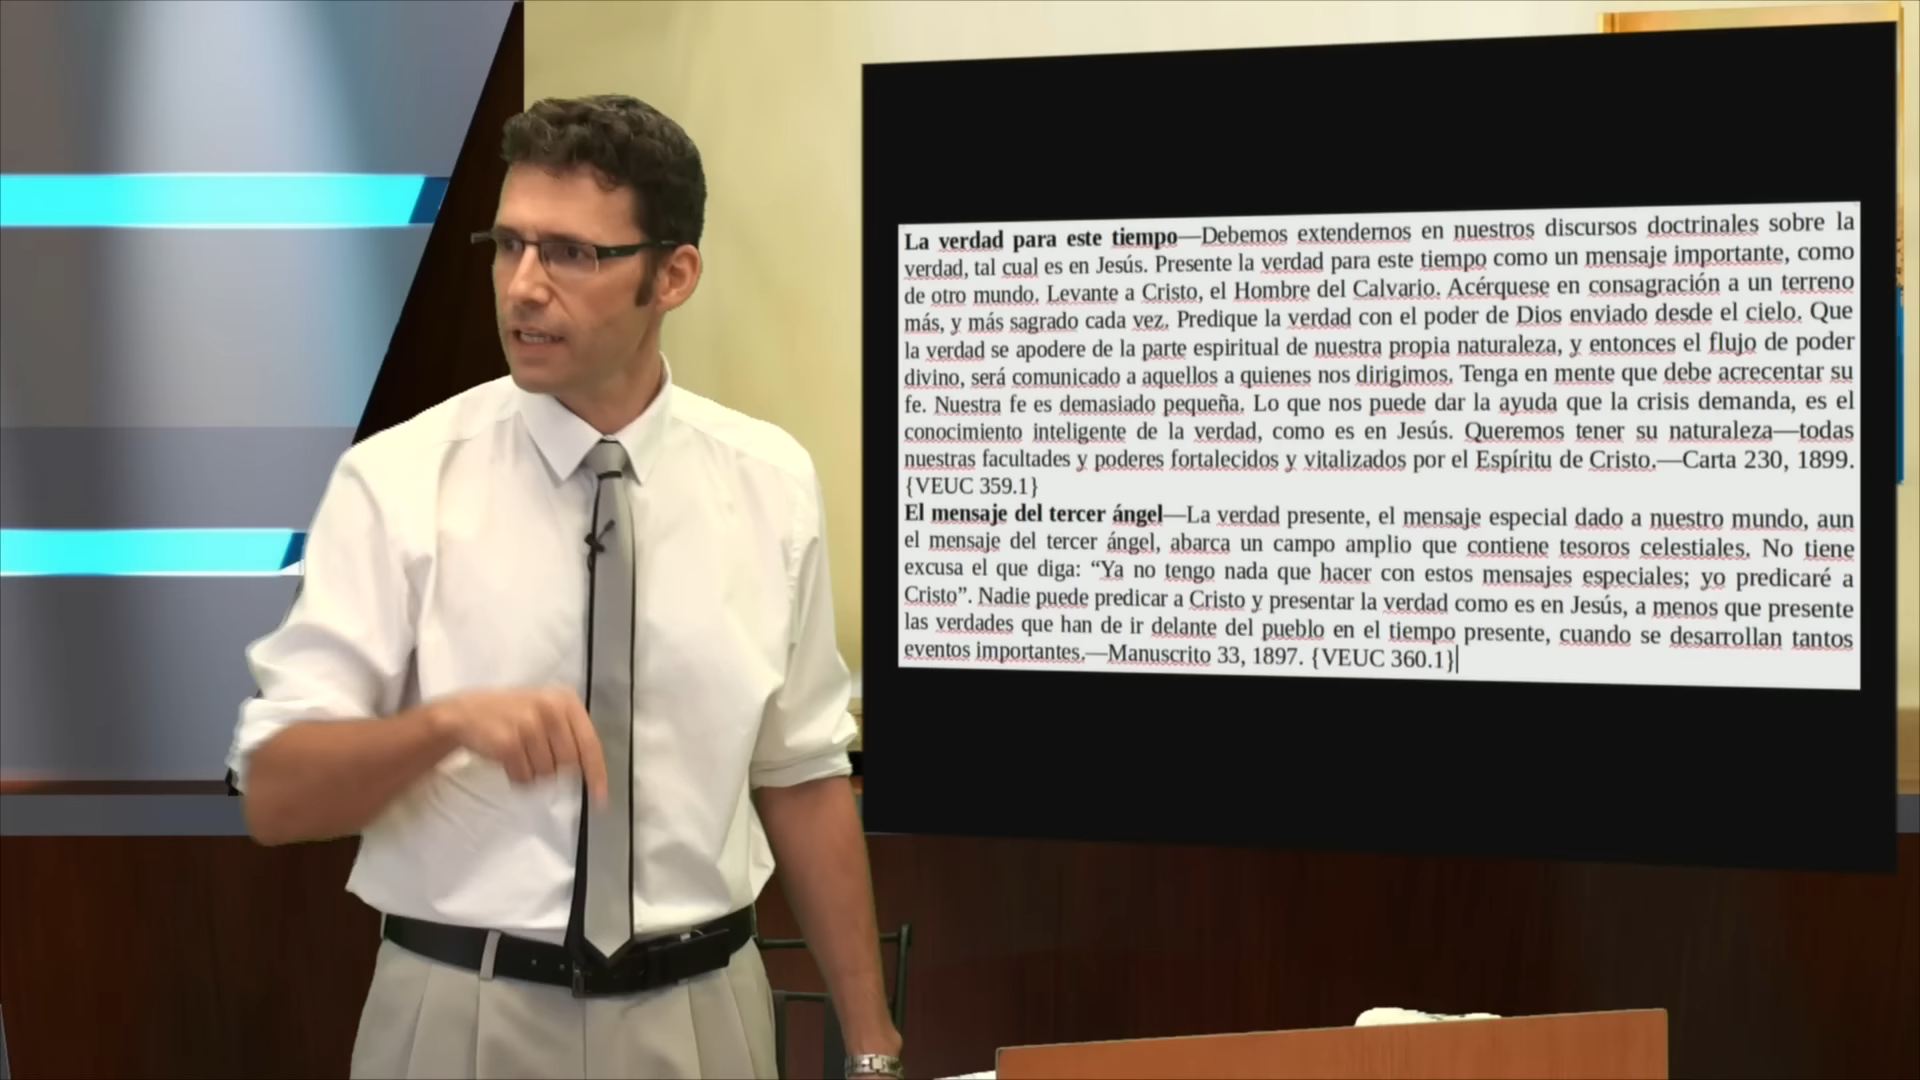 La verdad para este tiempo—Debemos extendernos en nuestros discursos doctrinales sobre la
verdad, tal cual es en Jesús. Presente la verdad para este tiempo como un mensaje importante, como
de otro mundo. Levante a Cristo, el Hombre del Calvario. Acérquese en consagración a un terreno
más, y más sagrado cada vez. Predique la verdad con el poder de Dios enviado desde el cielo. Que
la verdad se apodere de la parte espiritual de nuestra propia naturaleza, y entonces el flujo de poder
divino, será comunicado a aquellos a quienes nos dirigimos. Tenga en mente que debe acrecentar su
fe. Nuestra fe es demasiado pequeña. Lo que nos puede dar la ayuda que la crisis demanda, es el
conocimiento inteligente de la verdad, como es en Jesús. Queremos tener su naturaleza—todas
nuestras facultades y poderes fortalecidos y vitalizados por el Espíritu de Cristo.—Carta 230, 1899.
{VEUC 359.1}
El mensaje del tercer ángel—La verdad presente, el mensaje especial dado a nuestro mundo, aun
el mensaje del tercer ángel, abarca un campo amplio que contiene tesoros celestiales. No tiene
excusa el que diga: “Ya no tengo nada que hacer con estos mensajes especiales; yo predicaré a
Cristo”. Nadie puede predicar a Cristo y presentar la verdad como es en Jesús, a menos que presente
las verdades que han de ir delante del pueblo en el tiempo presente, cuando se desarrollan tantos
eventos importantes.—Manuscrito 33, 1897. {VEUC 360.1}